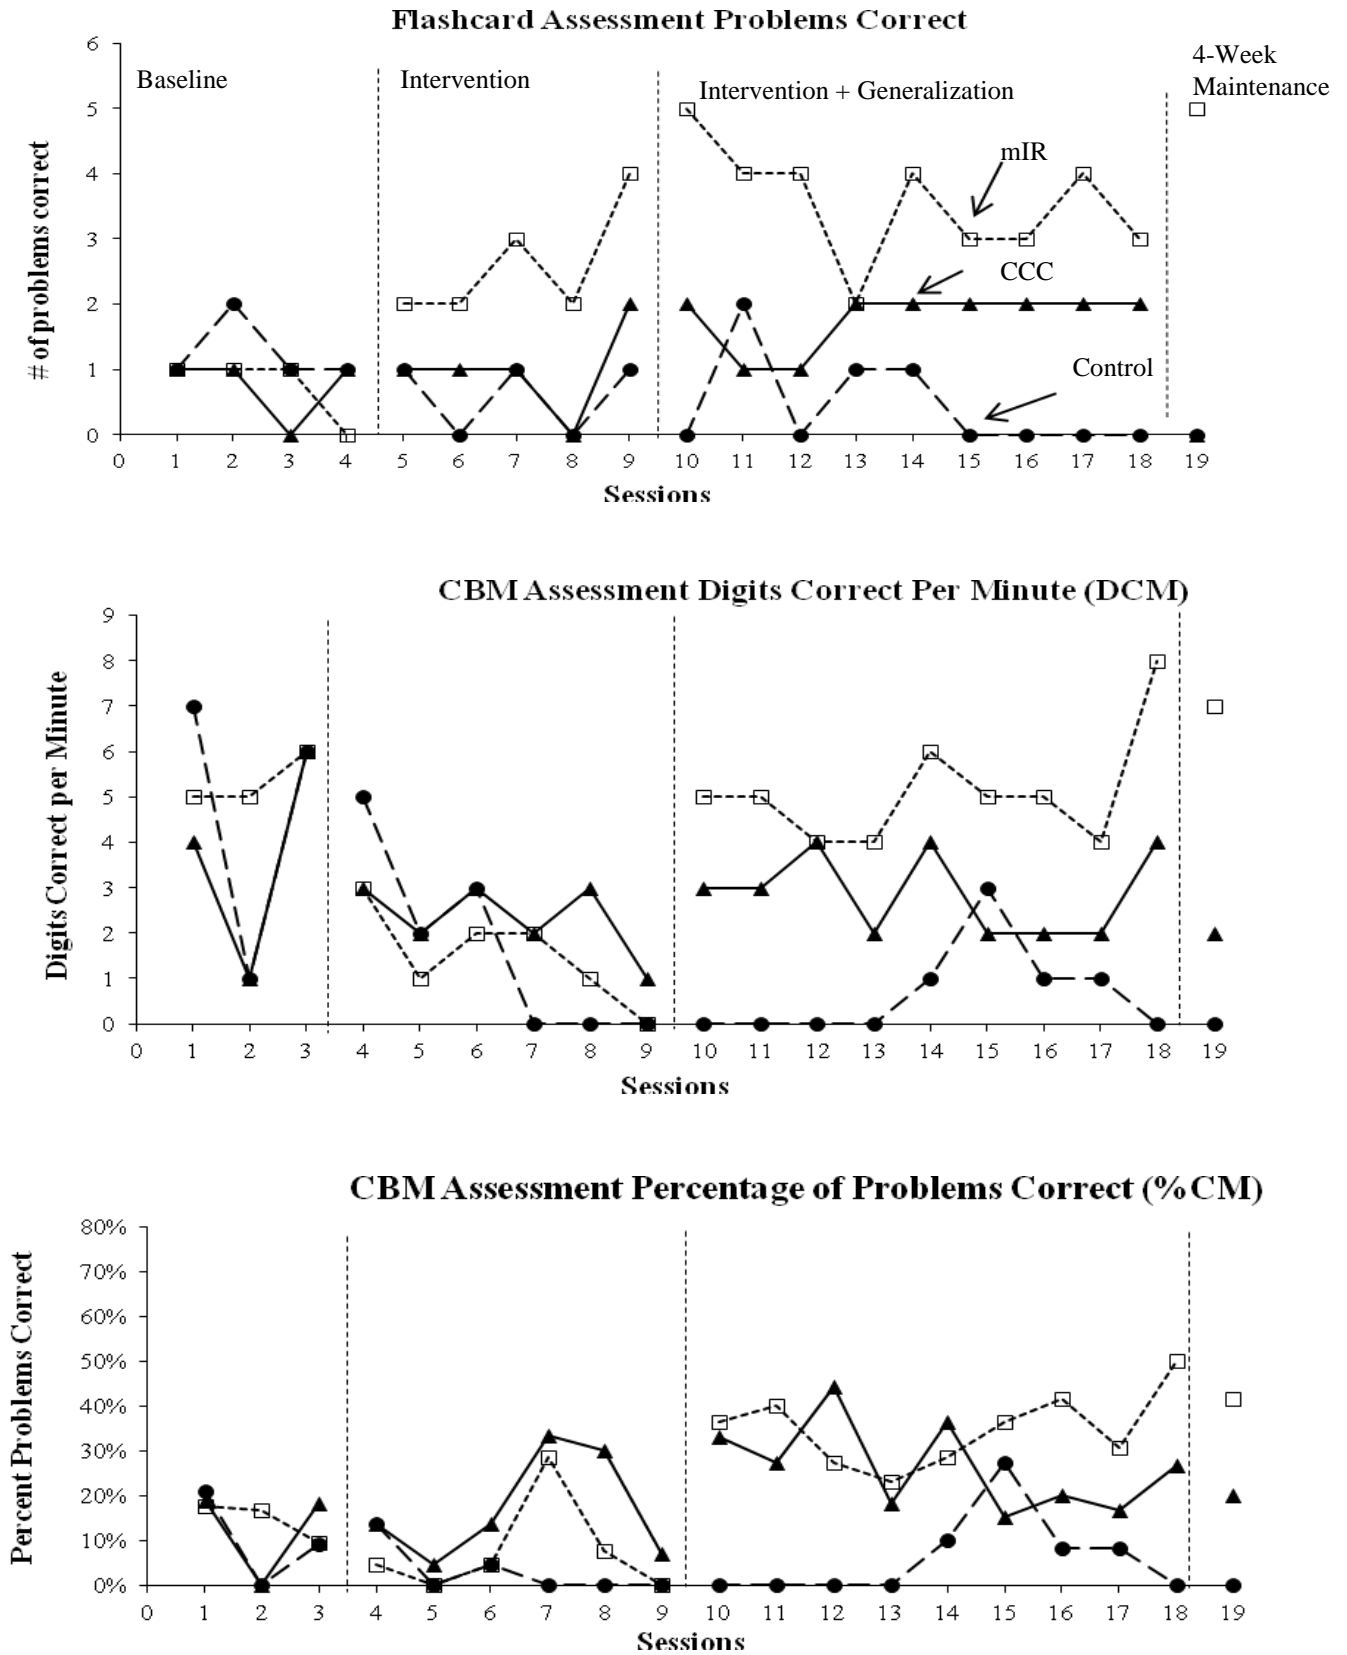 Flashcard Assessment Problems Correct
6
5
4
3
2
1
0
# of problems correct
Baseline
Intervention
Intervention + Generalization
4-Week
Maintenance
mIR
CCC
Control
0 1 2 3 4 5 6 7 8 9 10 11 12 13 14 15 16 17 18 19
Sessions
CBM Assessment Digits Correct Per Minute (DCM)
9
8
7
6
5
4
3
2
1
0
Digits Correct per Minute
0 1 2 3 4 5 6 7 8 9 10 11 12 13 14 15 16 17 18 19
Sessions
CBM Assessment Percentage of Problems Correct (%CM)
80%
70%
60%
50%
40%
30%
20%
10%
0%
Percent Problems Correct
0 1 2 3 4 5 6 7 8 9 10 11 12 13 14 15 16 17 18 19
Sessions